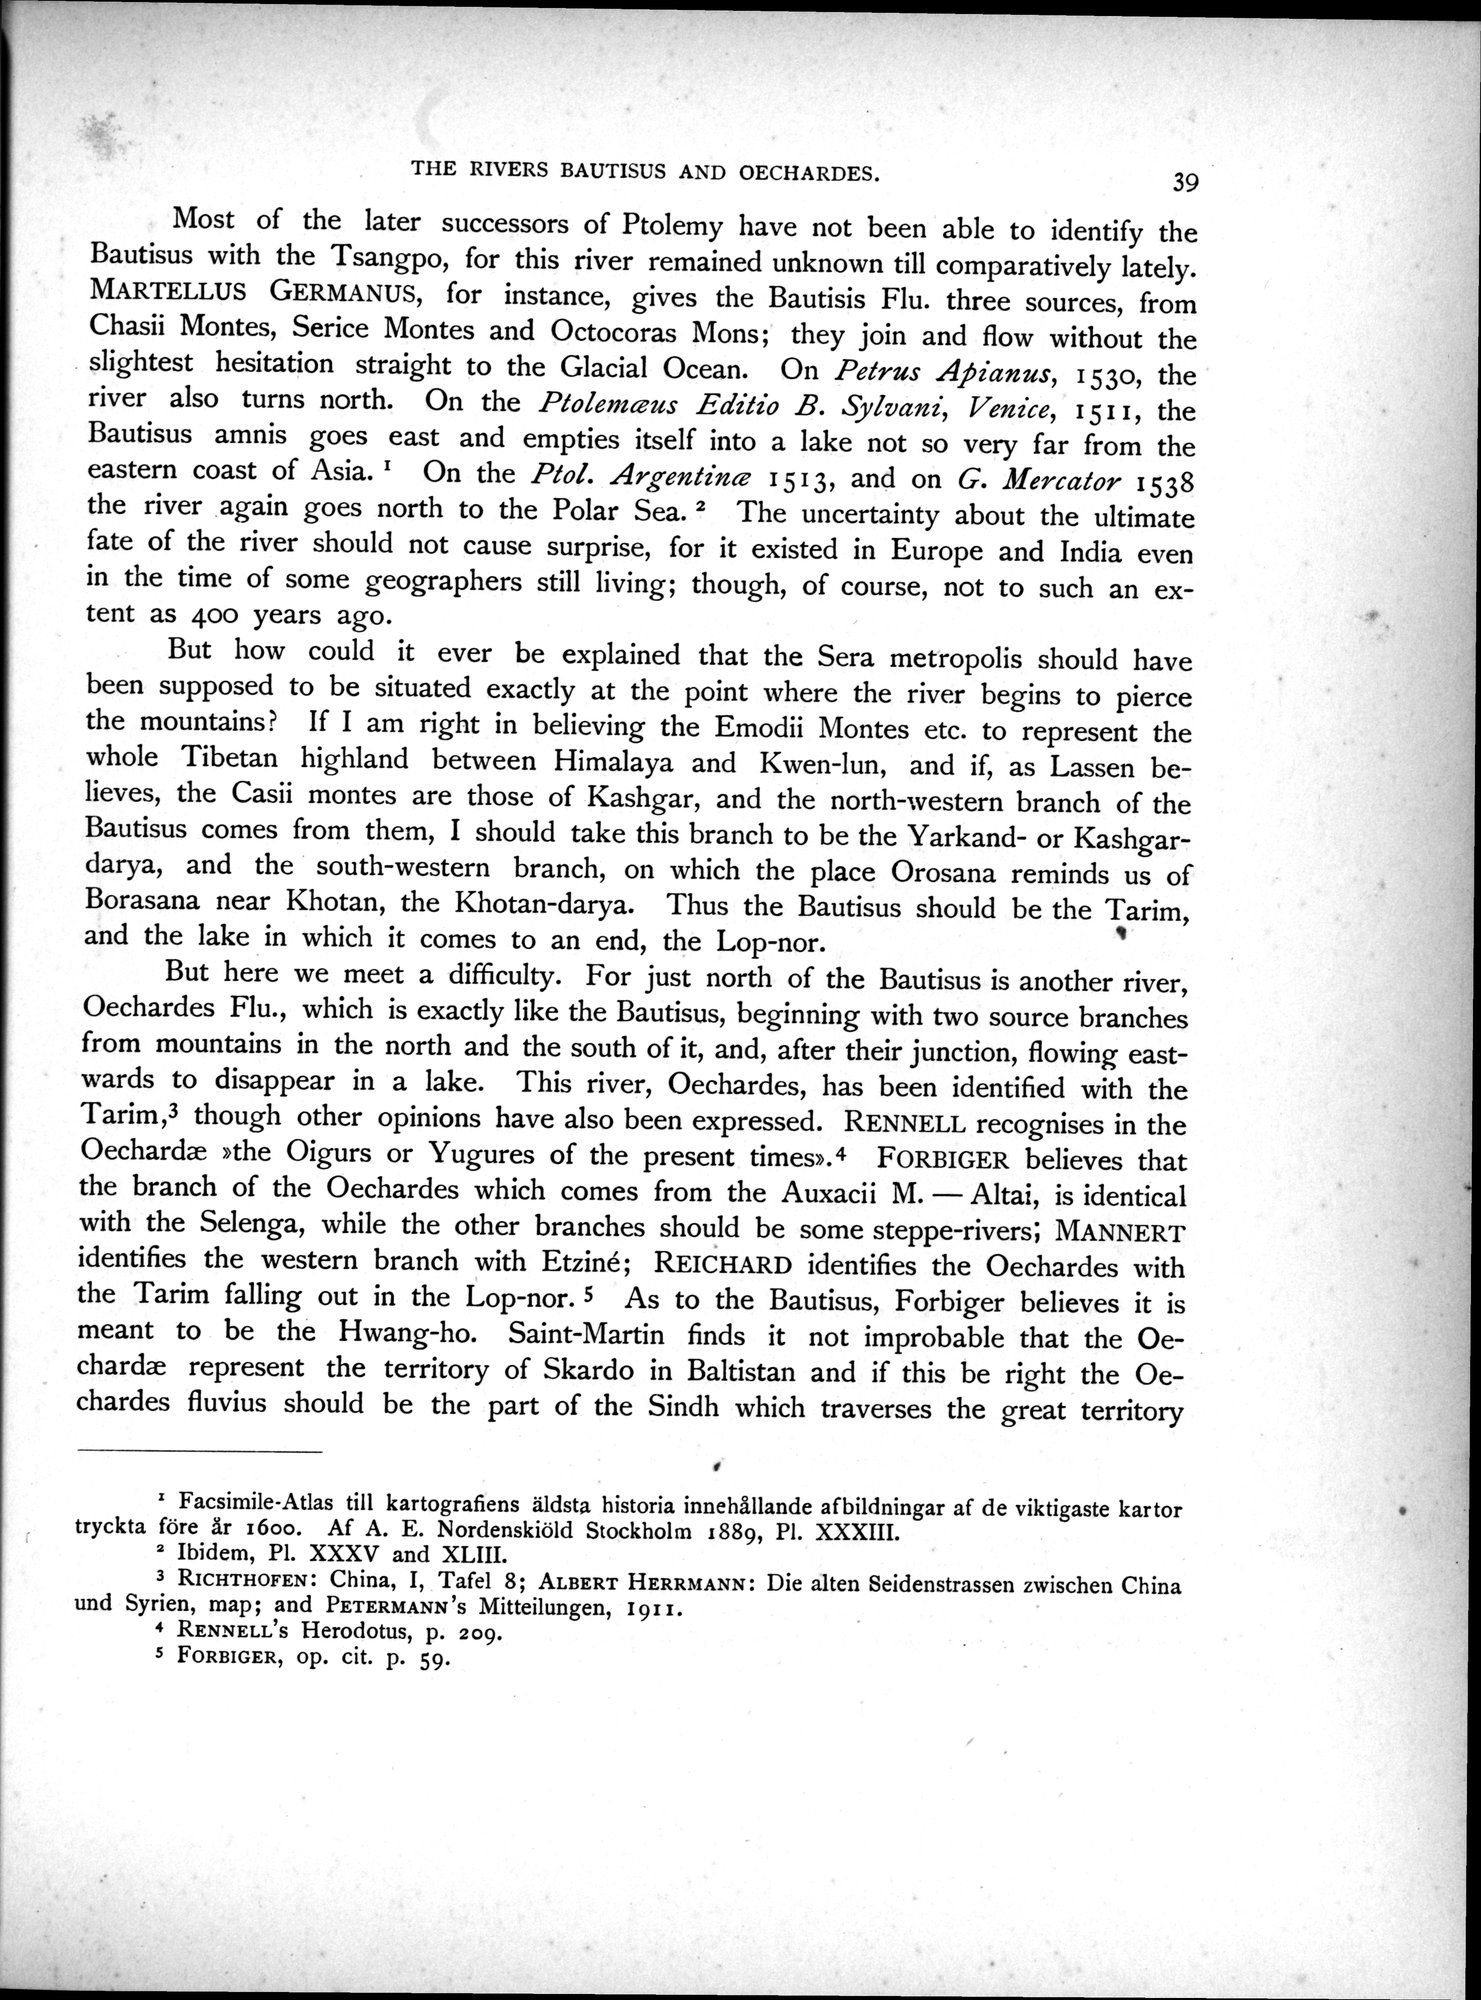 THE RIVERS BAUTISUS AND OECHARDES.
39
Most of the later successors of Ptolemy have not been able to identify the
Bautisus with the Tsangpo, for this river remained unknown till comparatively lately.
MARTELLUS GERMANUS, for instance, gives the Bautisis Flu. three sources, from
Chasii Montes, Serice Montes and Octocoras Mons; they join and flow without the
slightest hesitation straight to the Glacial Ocean. On Petrus Apianus, 1530, the
river also turns north. On the Ptolemæus Editio B. Sylvani, Venice, 1511, the
Bautisus amnis goes east and empties itself into a lake not so very far from the
eastern coast of Asia. ¹ On the Ptol. Argentinæ 1513, and on G. Mercator 1538
the river again goes north to the Polar Sea. ² The uncertainty about the ultimate
fate of the river should not cause surprise, for it existed in Europe and India even
in the time of some geographers still living; though, of course, not to such an ex-
tent as 400 years ago.
But how could it ever be explained that the Sera metropolis should have
been supposed to be situated exactly at the point where the river begins to pierce
the mountains? If I am right in believing the Emodii Montes etc. to represent the
whole Tibetan highland between Himalaya and Kwen-lun, and if, as Lassen be-
lieves, the Casii montes are those of Kashgar, and the north-western branch of the
Bautisus comes from them, I should take this branch to be the Yarkand- or Kashgar-
darya, and the south-western branch, on which the place Orosana reminds us of
Borasana near Khotan, the Khotan-darya. Thus the Bautisus should be the Tarim,
and the lake in which it comes to an end, the Lop-nor.
But here we meet a difficulty. For just north of the Bautisus is another river,
Oechardes Flu., which is exactly like the Bautisus, beginning with two source branches
from mountains in the north and the south of it, and, after their junction, flowing east-
wards to disappear in a lake. This river, Oechardes, has been identified with the
Tarim,³ though other opinions have also been expressed. RENNELL recognises in the
Oechardæ »the Oigurs or Yugures of the present times».⁴ FORBIGER believes that
the branch of the Oechardes which comes from the Auxacii M. — Altai, is identical
with the Selenga, while the other branches should be some steppe-rivers; MANNERT
identifies the western branch with Etziné; REICHARD identifies the Oechardes with
the Tarim falling out in the Lop-nor. ⁵ As to the Bautisus, Forbiger believes it is
meant to be the Hwang-ho. Saint-Martin finds it not improbable that the Oe-
chardæ represent the territory of Skardo in Baltistan and if this be right the Oe-
chardes fluvius should be the part of the Sindh which traverses the great territory
¹ Facsimile-Atlas till kartografiens äldsta historia innehållande afbildningar af de viktigaste kartor
tryckta före år 1600. Af A. E. Nordenskiöld Stockholm 1889, Pl. XXXIII.
² Ibidem, Pl. XXXV and XLIII.
³ RICHTHOFEN: China, I, Tafel 8; ALBERT HERRMANN: Die alten Seidenstrassen zwischen China
und Syrien, map; and PETERMANN's Mitteilungen, 1911.
⁴ RENNELL's Herodotus, p. 209.
⁵ FORBIGER, op. cit. p. 59.